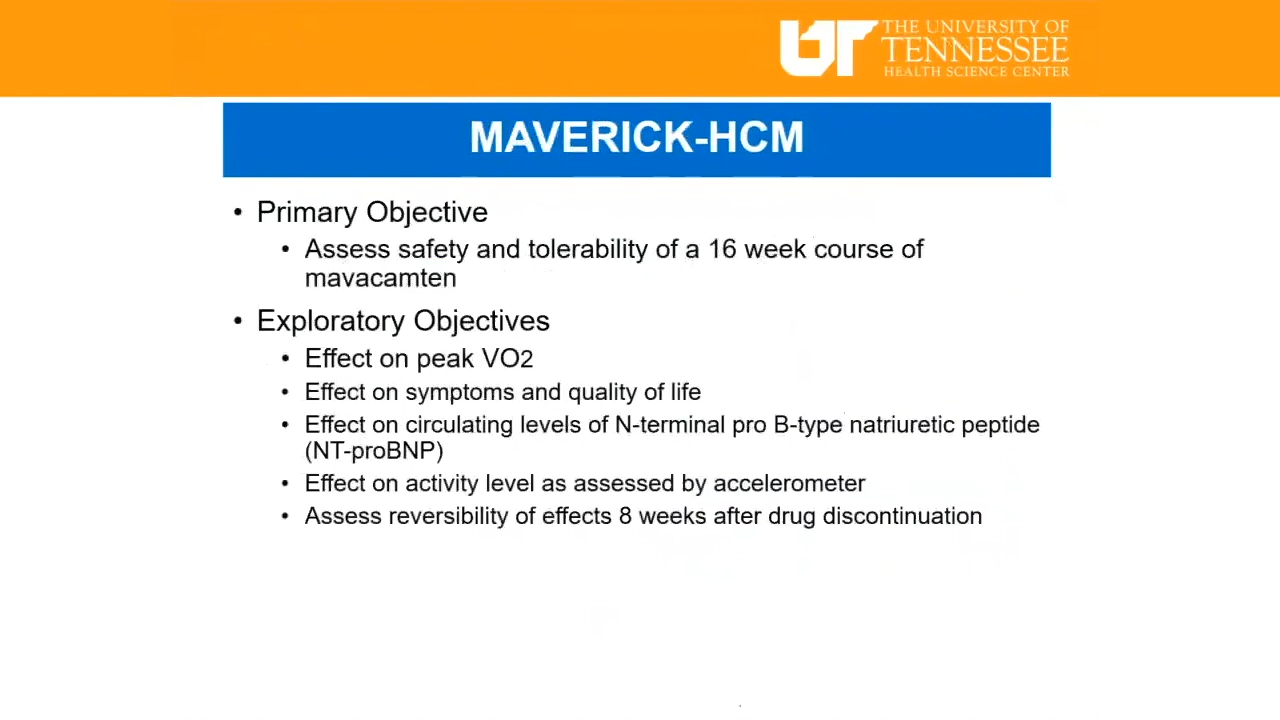 THE UNIVERSITY OF
UT TENNESSEE
HEALTH SCIENCE CENTER
MAVERICK-HCM
• Primary Objective
• Assess safety and tolerability of a 16 week course of
mavacamten
• Exploratory Objectives
• Effect on peak VO2
• Effect on symptoms and quality of life
• Effect on circulating levels of N-terminal pro B-type natriuretic peptide
(NT-proBNP)
• Effect on activity level as assessed by accelerometer
• Assess reversibility of effects 8 weeks after drug discontinuation